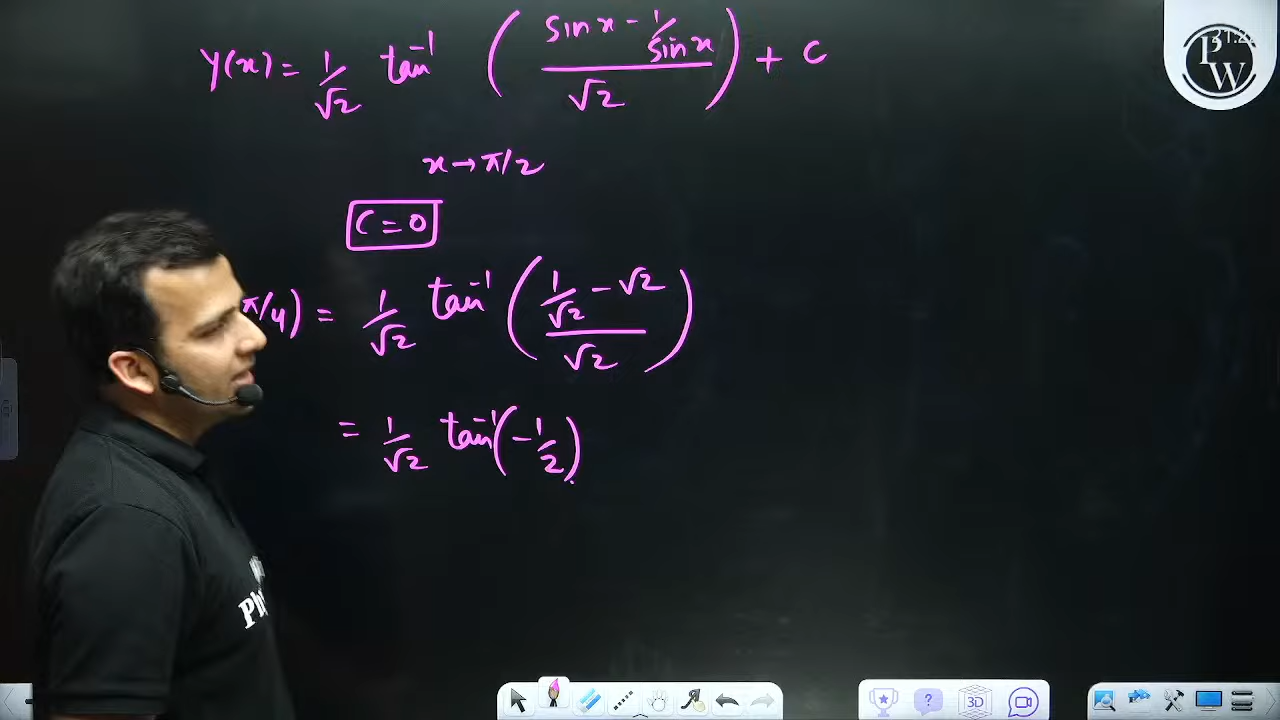 y(x) = 1/√2 tan⁻¹ ( (sin x - 1/sin x) / √2 ) + c
x → π/2
C = 0
π/4) = 1/√2 tan⁻¹ ( (1/√2 - √2) / √2 )
= 1/√2 tan⁻¹ (-1/2)
PW
3D
?